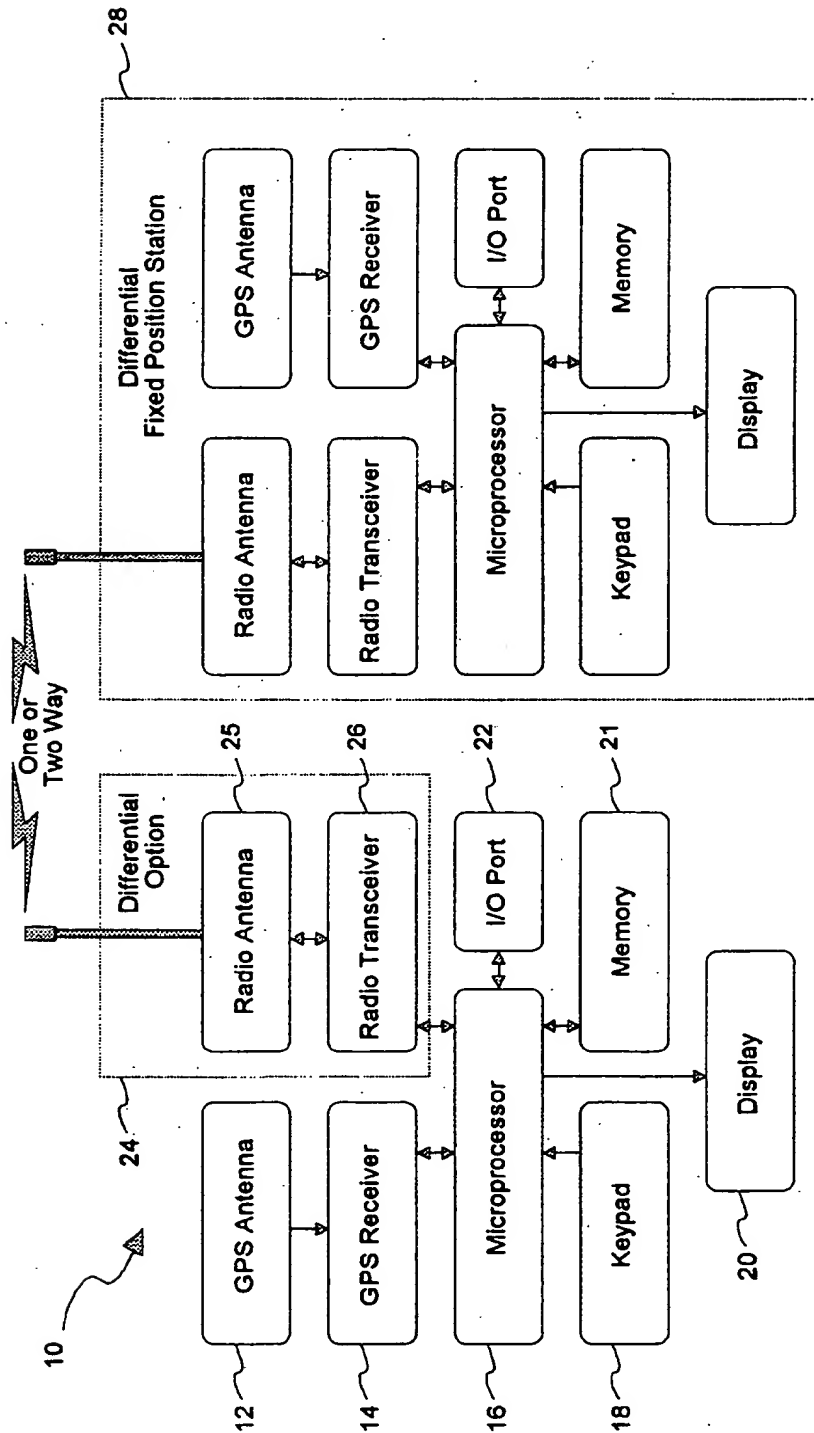 One or
Two Way
10
24
Differential
Option
Differential
Fixed Position Station
28
12
GPS Antenna
Radio Antenna
25
Radio Antenna
GPS Antenna
14
GPS Receiver
Radio Transceiver
26
Radio Transceiver
GPS Receiver
16
Microprocessor
I/O Port
22
Microprocessor
I/O Port
18
Keypad
Memory
21
Keypad
Memory
20
Display
Display